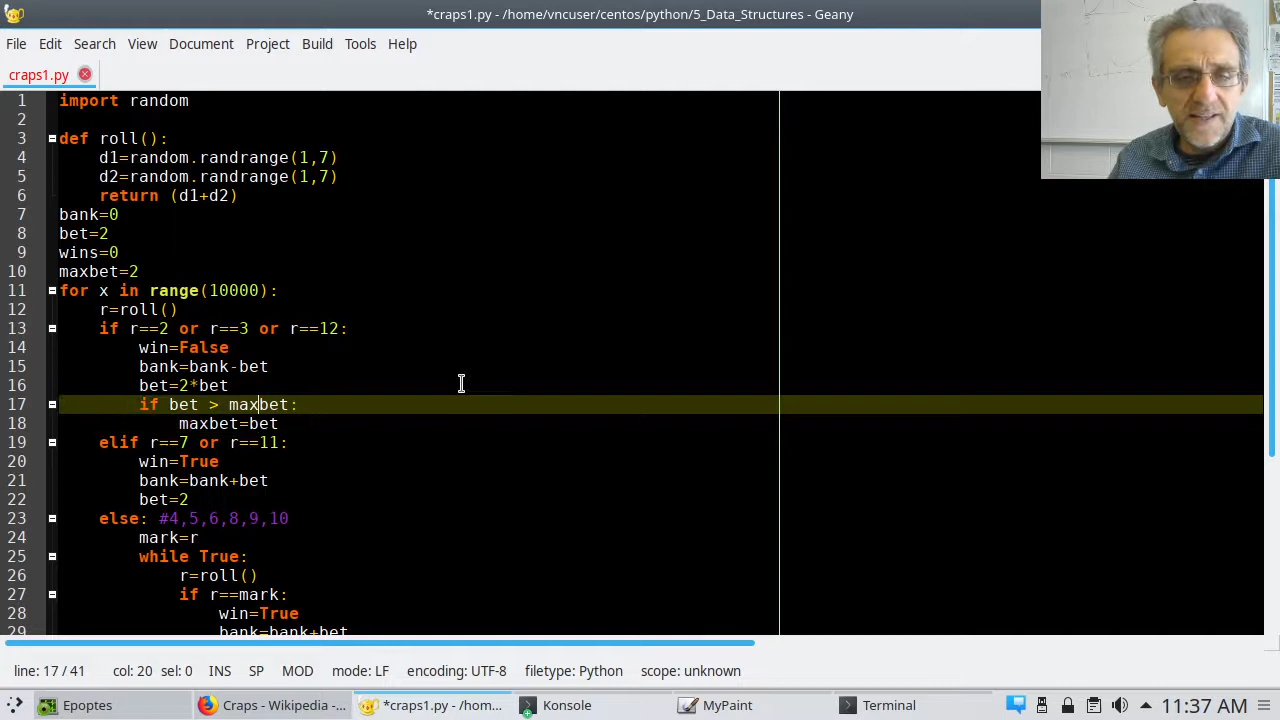 *craps1.py - /home/vncuser/centos/python/5_Data_Structures - Geany
File Edit Search View Document Project Build Tools Help
craps1.py
1 import random
2
3 def roll():
4 d1=random.randrange(1,7)
5 d2=random.randrange(1,7)
6 return (d1+d2)
7 bank=0
8 bet=2
9 wins=0
10 maxbet=2
11 for x in range(10000):
12 r=roll()
13 if r==2 or r==3 or r==12:
14 win=False
15 bank=bank-bet
16 bet=2*bet
17 if bet > maxbet:
18 maxbet=bet
19 elif r==7 or r==11:
20 win=True
21 bank=bank+bet
22 bet=2
23 else: #4,5,6,8,9,10
24 mark=r
25 while True:
26 r=roll()
27 if r==mark:
28 win=True
29 bank=bank+bet
line: 17 / 41 col: 20 sel: 0 INS SP MOD mode: LF encoding: UTF-8 filetype: Python scope: unknown
Epoptes Craps - Wikipedia -... *craps1.py - /hom... Konsole MyPaint Terminal 11:37 AM